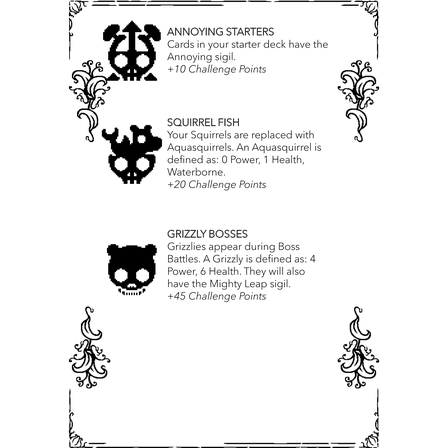 ANNOYING STARTERS
Cards in your starter deck have the
Annoying sigil.
+10 Challenge Points
SQUIRREL FISH
Your Squirrels are replaced with
Aquasquirrels. An Aquasquirrel is
defined as: 0 Power, 1 Health,
Waterborne.
+20 Challenge Points
GRIZZLY BOSSES
Grizzlies appear during Boss
Battles. A Grizzly is defined as: 4
Power, 6 Health. They will also
have the Mighty Leap sigil.
+45 Challenge Points